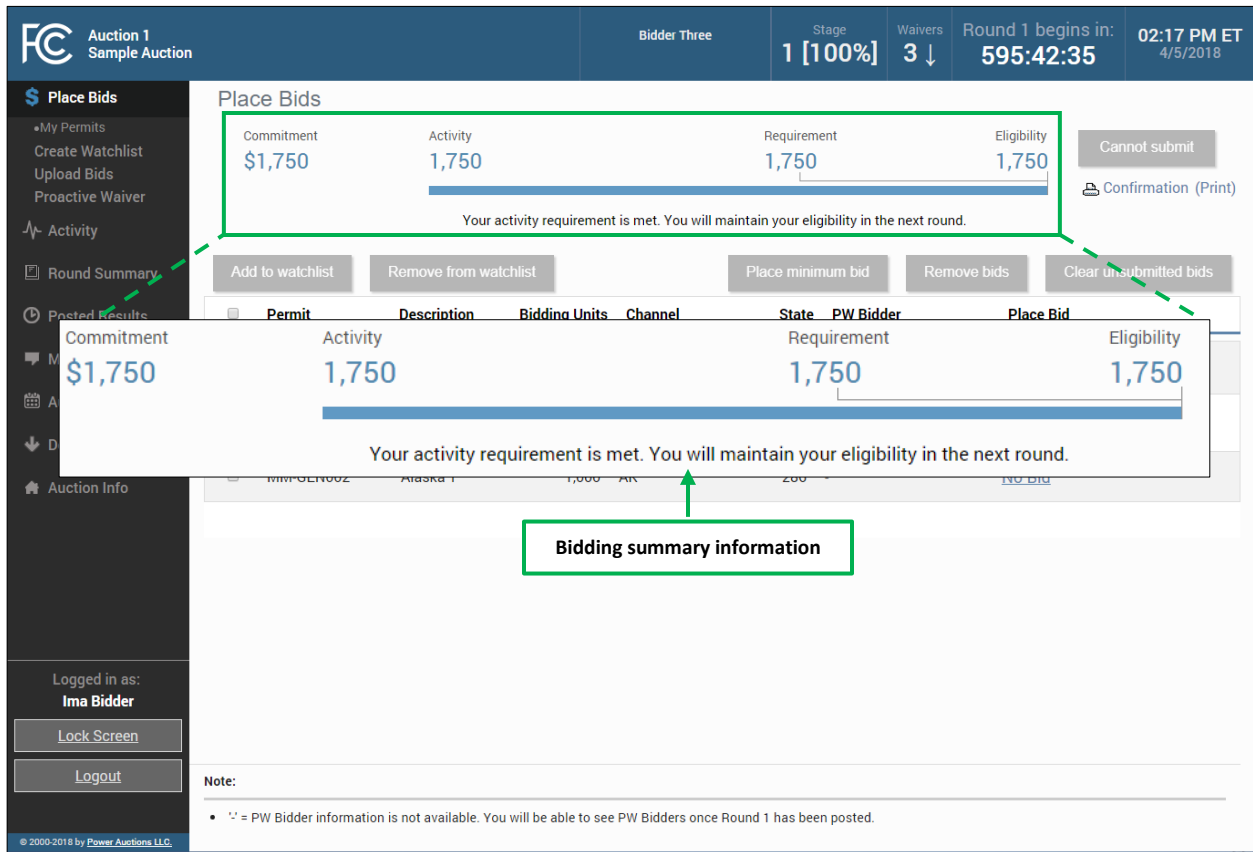 FCC
Auction 1
Sample Auction
Bidder Three
Stage
1 [100%]
Waivers
3 ↓
Round 1 begins in:
595:42:35
02:17 PM ET
4/5/2018
$ Place Bids
•My Permits
Create Watchlist
Upload Bids
Proactive Waiver
Activity
Round Summary
Posted Results
M
A
D
Auction Info
Logged in as:
Ima Bidder
Lock Screen
Logout
© 2000-2018 by Power Auctions LLC.
Place Bids
Commitment Activity Requirement Eligibility
$1,750 1,750 1,750 1,750
Your activity requirement is met. You will maintain your eligibility in the next round.
Cannot submit
Confirmation (Print)
Add to watchlist Remove from watchlist Place minimum bid Remove bids Clear unsubmitted bids
Permit Description Bidding Units Channel State PW Bidder Place Bid
Commitment Activity Requirement Eligibility
$1,750 1,750 1,750 1,750
Your activity requirement is met. You will maintain your eligibility in the next round.
MM-GEN002 Alaska 1 1,000 AK 286 - No Bid
Bidding summary information
Note:
• '-' = PW Bidder information is not available. You will be able to see PW Bidders once Round 1 has been posted.